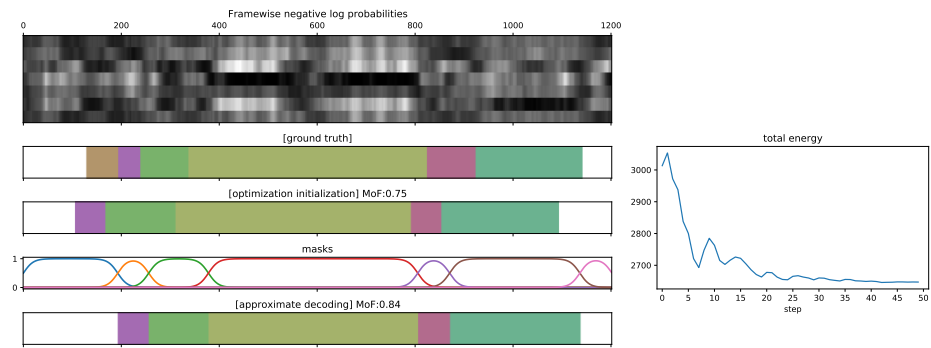 Framewise negative log probabilities
0 200 400 600 800 1000 1200
[ground truth]
[optimization initialization] MoF:0.75
masks
1
0
[approximate decoding] MoF:0.84
total energy
3000
2900
2800
2700
0 5 10 15 20 25 30 35 40 45 50
step